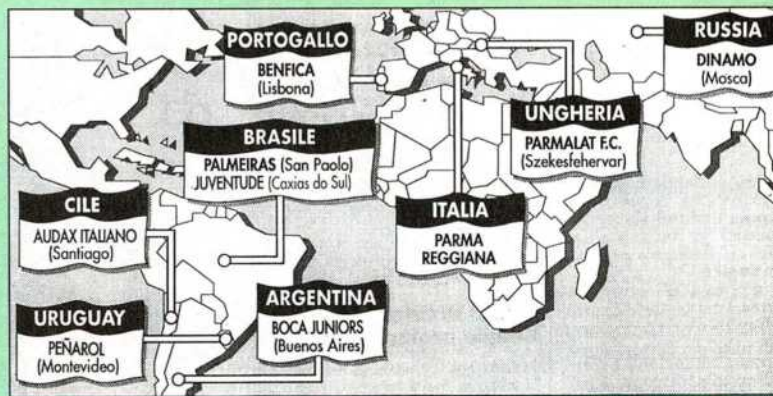 PORTOGALLO
BENFICA
(Lisbona)
RUSSIA
DINAMO
(Mosca)
UNGHERIA
PARMALAT F.C.
(Szekesfehervar)
BRASILE
PALMEIRAS (San Paolo)
JUVENTUDE (Caxias do Sul)
CILE
AUDAX ITALIANO
(Santiago)
ITALIA
PARMA
REGGIANA
URUGUAY
PEÑAROL
(Montevideo)
ARGENTINA
BOCA JUNIORS
(Buenos Aires)